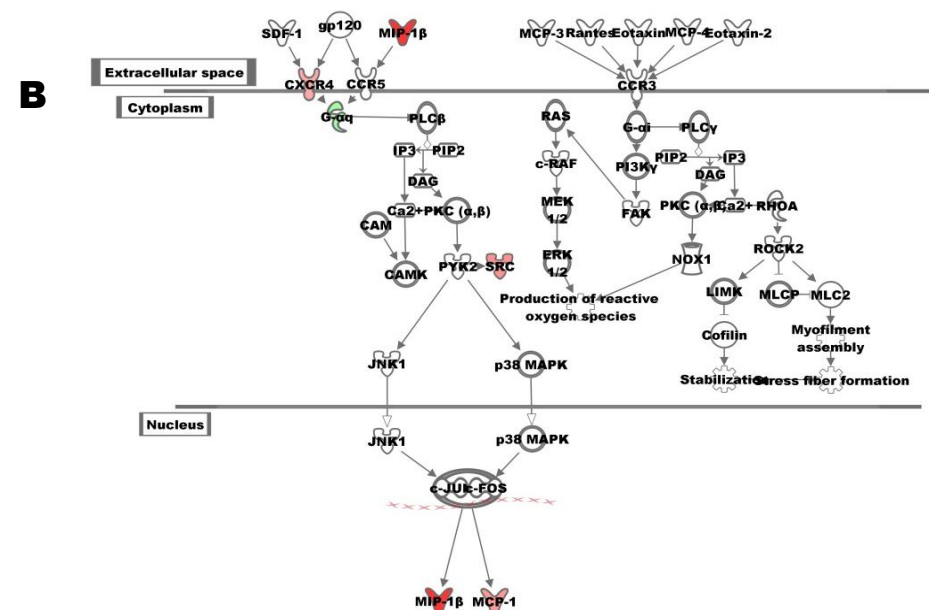 B
SDF-1
gp120
MIP-1β
MCP-3
Rantes
Eotaxin
MCP-4
Eotaxin-2
Extracellular space
CXCR4
CCR5
CCR3
Cytoplasm
G-αq
PLCβ
RAS
G-αi
PLCγ
IP3
PIP2
c-RAF
PI3Kγ
PIP2
IP3
DAG
DAG
Ca2+
PKC (α,β)
MEK
1/2
FAK
PKC (α,β)
Ca2+
RHOA
CAM
CAMK
PYK2
SRC
ERK
1/2
NOX1
ROCK2
LIMK
MLCP
MLC2
Production of reactive
oxygen species
Cofilin
Myofilment
assembly
JNK1
p38 MAPK
Stabilization
Stress fiber formation
Nucleus
JNK1
p38 MAPK
c-JUN
c-FOS
MIP-1β
MCP-1